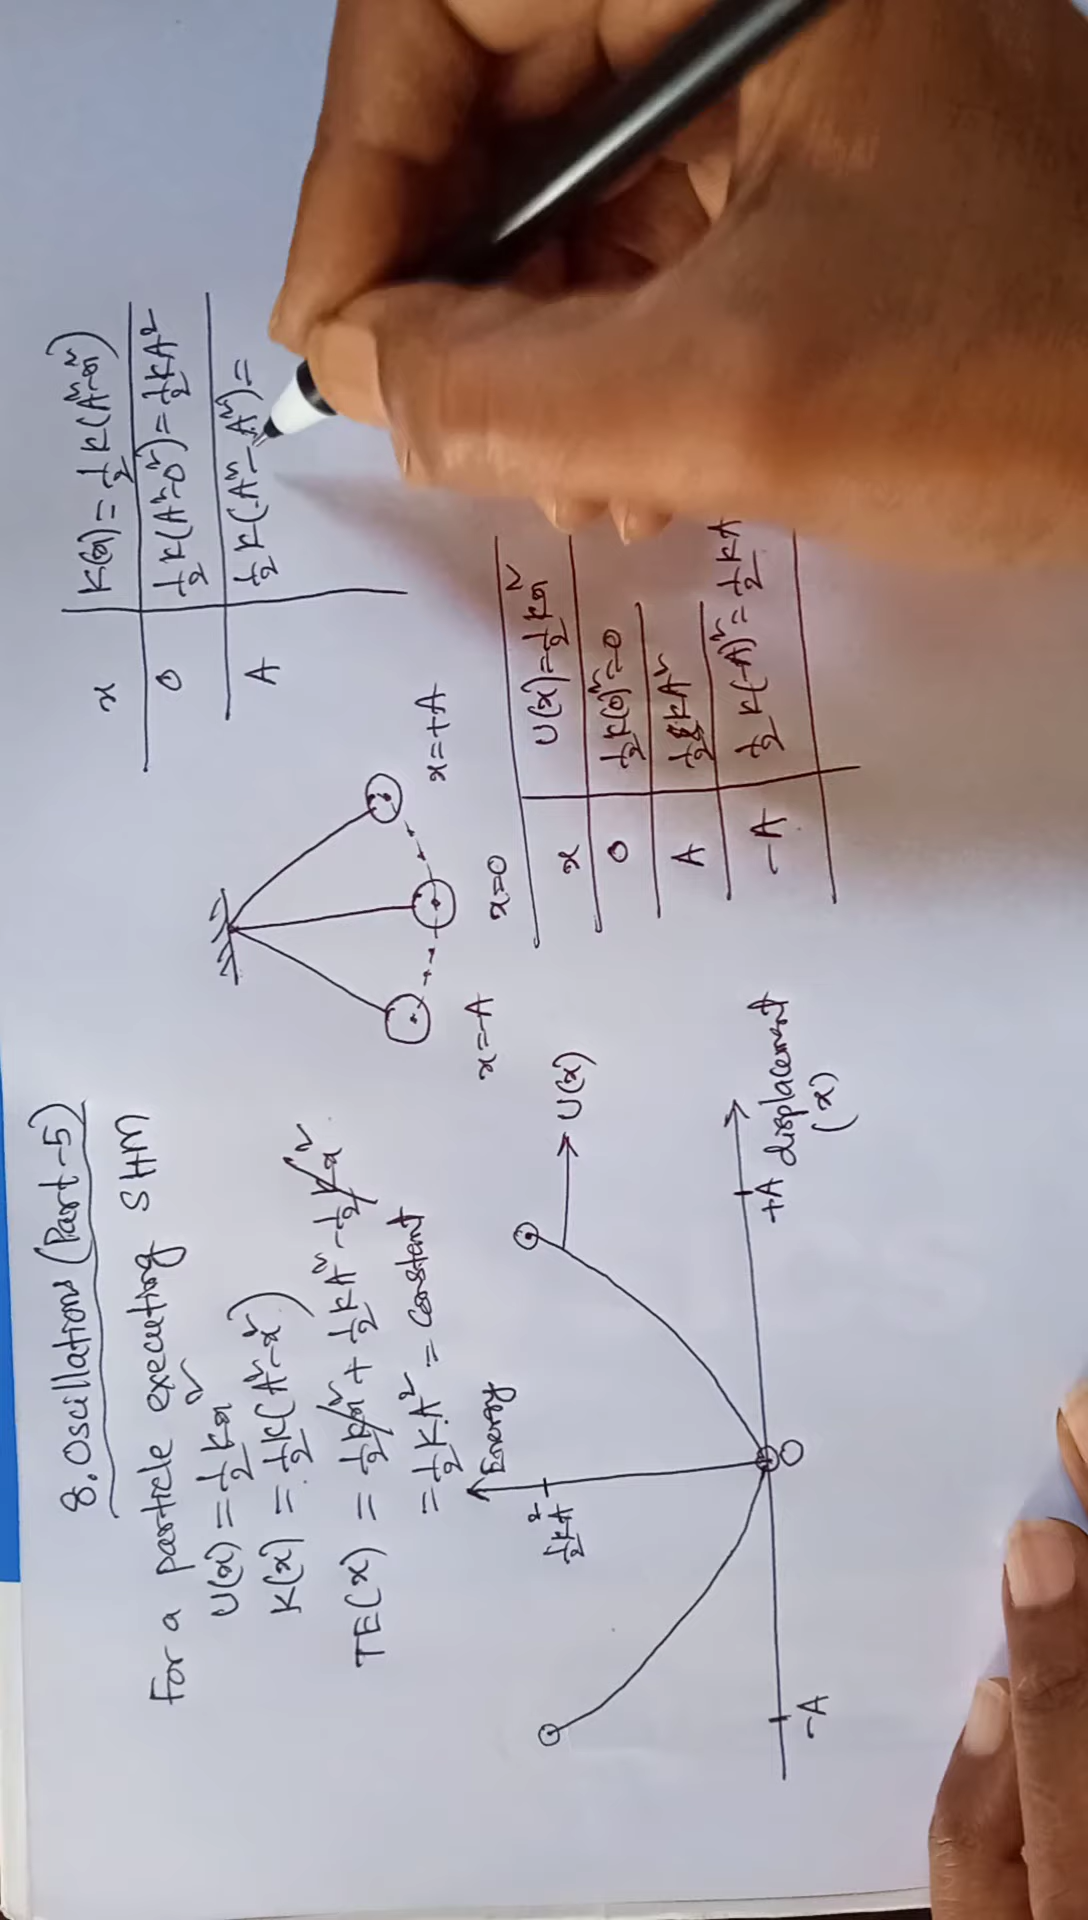 8. Oscillations (Part-5)
For a particle executing SHM
U(x) = 1/2 kx²
K(x) = 1/2 k(A²-x²)
TE(x) = 1/2 kx² + 1/2 kA² - 1/2 kx²
= 1/2 kA² = constant
Energy
1/2 kA²
U(x)
-A
O
+A displacement
(x)
x=-A
x=0
x=+A
x K(x) = 1/2 k(A²-x²)
0 1/2 k(A²-0²) = 1/2 kA²
A 1/2 k(A²-A²) =
x U(x) = 1/2 kx²
0 1/2 k(0)² = 0
A 1/2 kA²
-A 1/2 k(-A)² = 1/2 kA